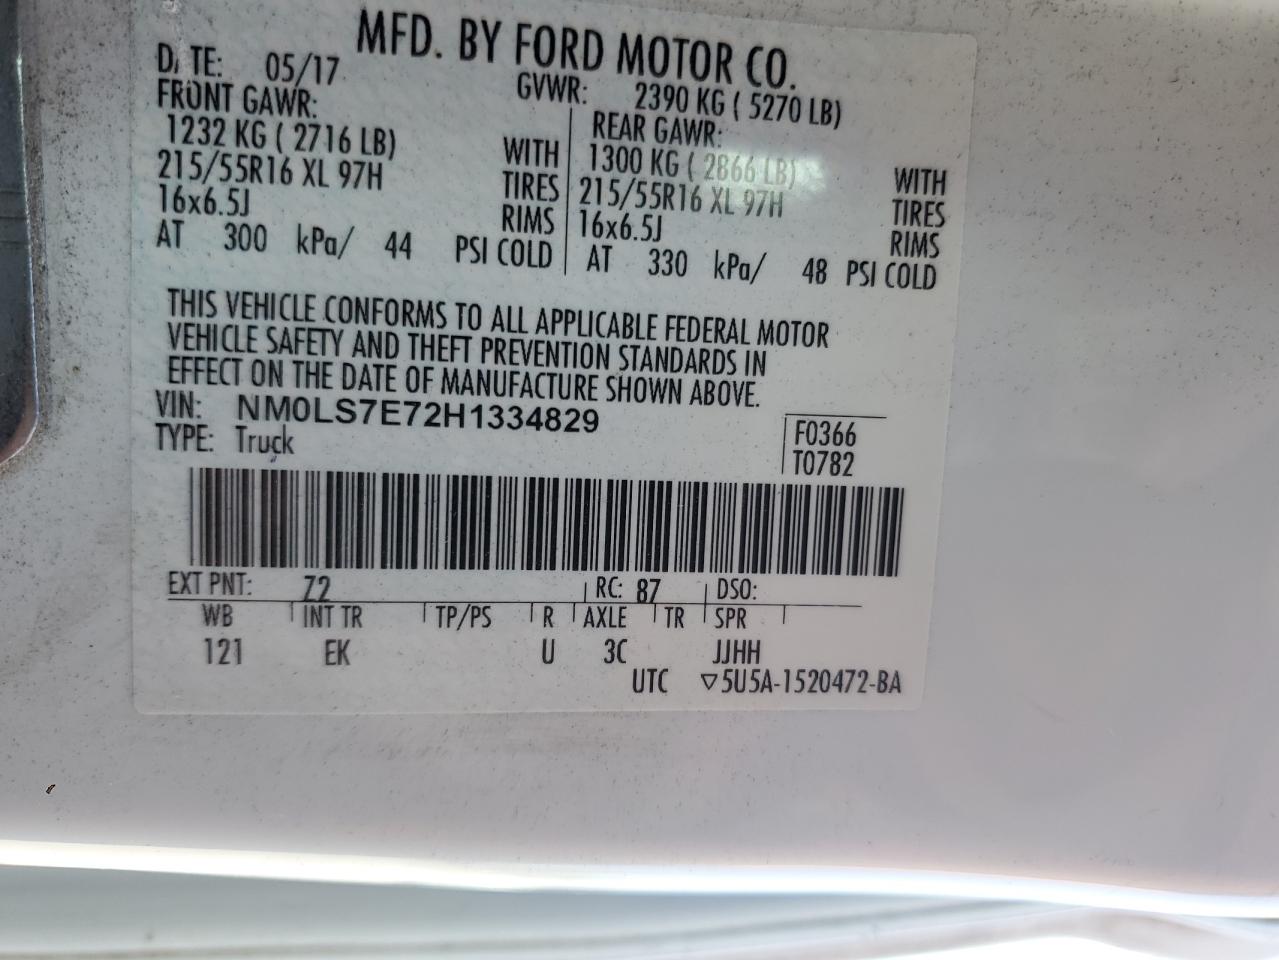 MFD. BY FORD MOTOR CO.
DATE: 05/17 GVWR: 2390 KG ( 5270 LB)
FRONT GAWR: REAR GAWR:
1232 KG ( 2716 LB) WITH 1300 KG ( 2866 LB) WITH
215/55R16 XL 97H TIRES 215/55R16 XL 97H TIRES
16x6.5J RIMS 16x6.5J RIMS
AT 300 kPa/ 44 PSI COLD AT 330 kPa/ 48 PSI COLD
THIS VEHICLE CONFORMS TO ALL APPLICABLE FEDERAL MOTOR
VEHICLE SAFETY AND THEFT PREVENTION STANDARDS IN
EFFECT ON THE DATE OF MANUFACTURE SHOWN ABOVE.
VIN: NM0LS7E72H1334829
TYPE: Truck
F0366
T0782
EXT PNT: Z2 RC: 87 DSO:
WB INT TR TP/PS R AXLE TR SPR
121 EK U 3C JJHH
UTC ▽5U5A-1520472-BA